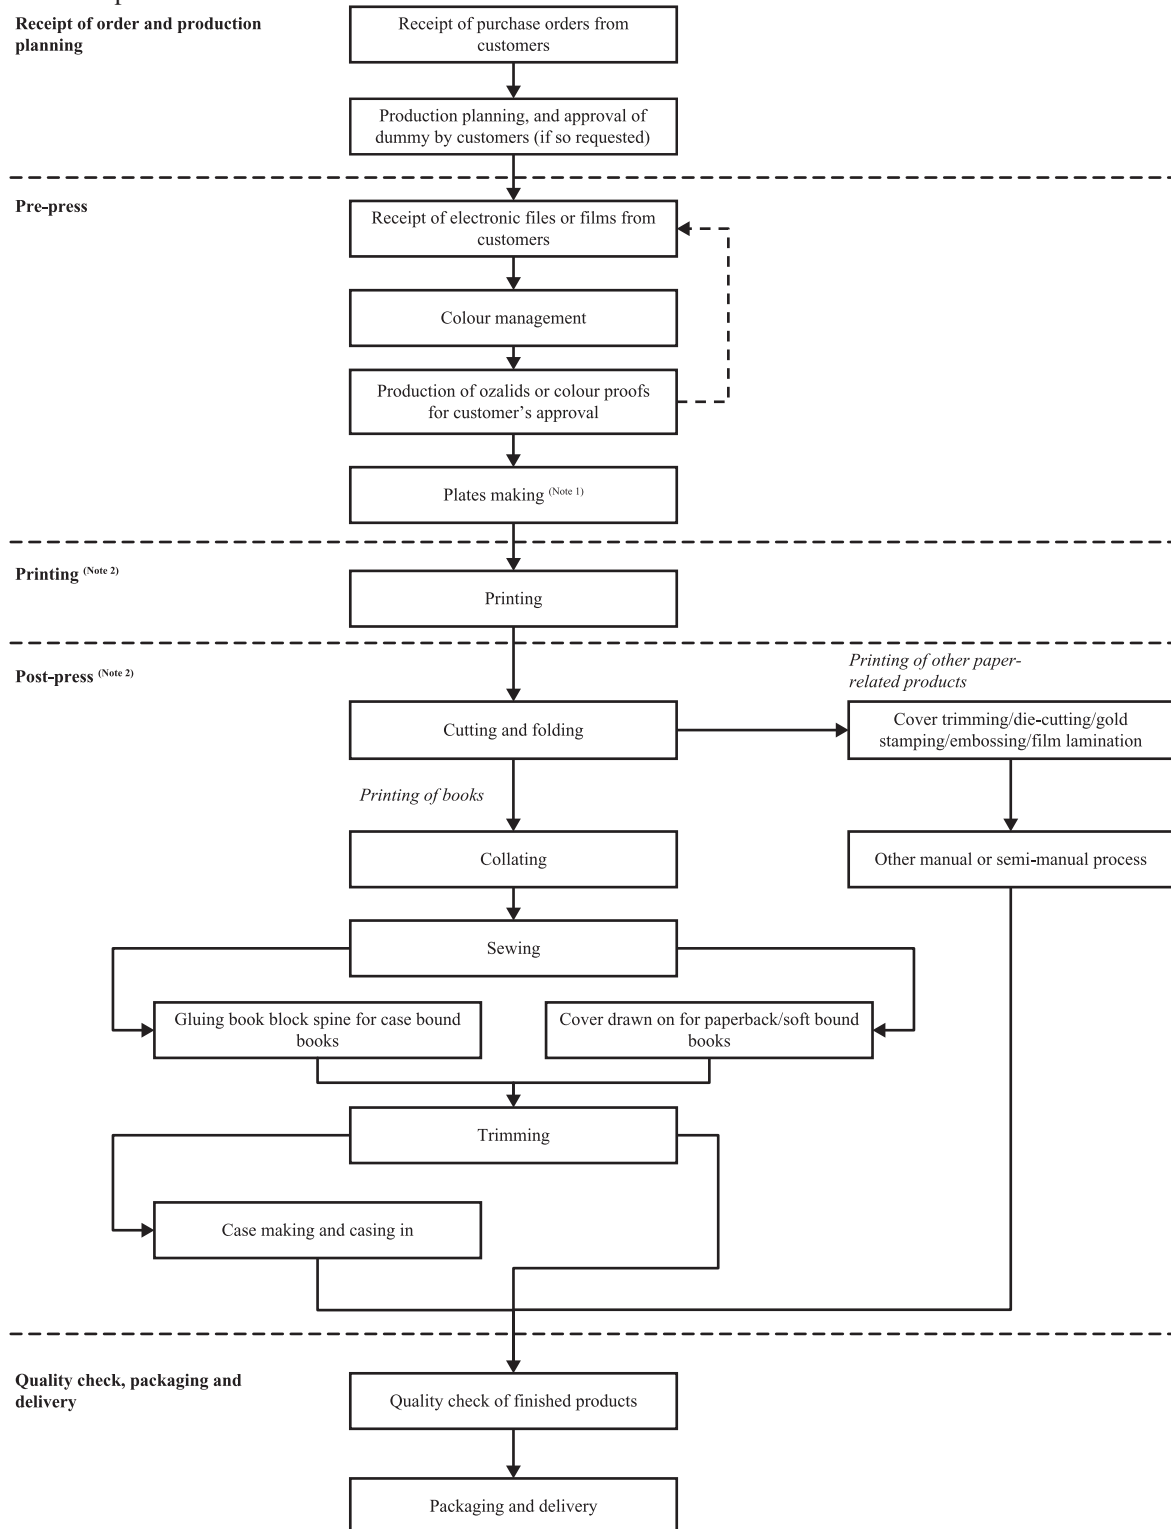 Receipt of order and production
planning
Receipt of purchase orders from
customers
Production planning, and approval of
dummy by customers (if so requested)
Pre-press
Receipt of electronic files or films from
customers
Colour management
Production of ozalids or colour proofs
for customer’s approval
Plates making (Note 1)
Printing (Note 2)
Printing
Post-press (Note 2)
Printing of other paper-
related products
Cutting and folding
Cover trimming/die-cutting/gold
stamping/embossing/film lamination
Printing of books
Collating
Other manual or semi-manual process
Sewing
Gluing book block spine for case bound
books
Cover drawn on for paperback/soft bound
books
Trimming
Case making and casing in
Quality check, packaging and
delivery
Quality check of finished products
Packaging and delivery